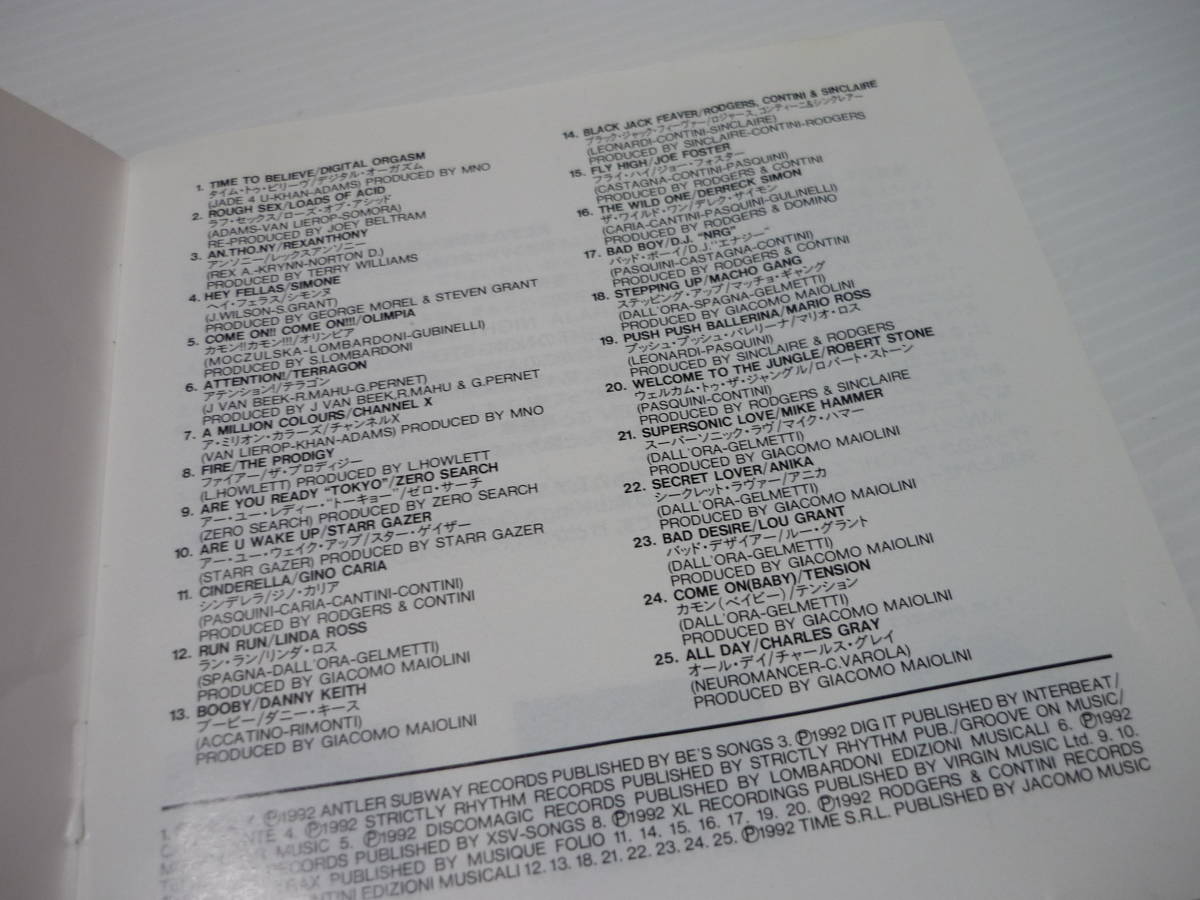 1. TIME TO BELIEVE/DIGITAL ORGASM
タイム・トゥ・ビリーヴ/デジタル・オーガズム
(JADE 4 U-KHAN-ADAMS) PRODUCED BY MNO
2. ROUGH SEX/LOADS OF ACID
ラフ・セックス/ローズ・オブ・アシッド
(ADAMS-VAN LIEROP-SOMORA)
RE-PRODUCED BY JOEY BELTRAM
3. AN.THO.NY/REXANTHONY
アンソニー/レックスアンソニー
(REX A.-KRYNN-NORTON D.)
PRODUCED BY TERRY WILLIAMS
4. HEY FELLAS/SIMONE
ヘイ・フェラス/シモンヌ
(J.WILSON-S.GRANT)
PRODUCED BY GEORGE MOREL & STEVEN GRANT
5. COME ON!! COME ON!!!/OLIMPIA
カモン!!カモン!!!/オリンピア
(MOCZULSKA-LOMBARDONI-GUBINELLI)
PRODUCED BY S.LOMBARDONI
6. ATTENTION!/TERRAGON
アテンション!/テラゴン
(J VAN BEEK-R.MAHU-G.PERNET)
PRODUCED BY J VAN BEEK,R.MAHU & G.PERNET
7. A MILLION COLOURS/CHANNEL X
ア・ミリオン・カラーズ/チャンネルX
(VAN LIEROP-KHAN-ADAMS) PRODUCED BY MNO
8. FIRE/THE PRODIGY
ファイアー/ザ・プロディジー
(L.HOWLETT) PRODUCED BY L.HOWLETT
9. ARE YOU READY "TOKYO"/ZERO SEARCH
アー・ユー・レディー・"トーキョー"/ゼロ・サーチ
(ZERO SEARCH) PRODUCED BY ZERO SEARCH
10. ARE U WAKE UP/STARR GAZER
アー・ユー・ウェイク・アップ/スター・ゲイザー
(STARR GAZER) PRODUCED BY STARR GAZER
11. CINDERELLA/GINO CARIA
シンデレラ/ジノ・カリア
(PASQUINI-CARIA-CANTINI-CONTINI)
PRODUCED BY RODGERS & CONTINI
12. RUN RUN/LINDA ROSS
ラン・ラン/リンダ・ロス
(SPAGNA-DALL'ORA-GELMETTI)
PRODUCED BY GIACOMO MAIOLINI
13. BOOBY/DANNY KEITH
ブービー/ダニー・キース
(ACCATINO-RIMONTI)
PRODUCED BY GIACOMO MAIOLINI
14. BLACK JACK FEAVER/RODGERS, CONTINI & SINCLAIRE
ブラック・ジャック・フィーヴァー/ロジャース、コンティーニ&シンクレアー
(LEONARDI-CONTINI-SINCLAIRE)
PRODUCED BY SINCLAIRE-CONTINI-RODGERS
15. FLY HIGH/JOE FOSTER
フライ・ハイ/ジョー・フォスター
(CASTAGNA-CONTINI-PASQUINI)
PRODUCED BY RODGERS & CONTINI
16. THE WILD ONE/DERRECK SIMON
ザ・ワイルド・ワン/デレク・サイモン
(CARIA-CANTINI-PASQUINI-GULINELLI)
PRODUCED BY RODGERS & DOMINO
17. BAD BOY/D.J. "NRG"
バッド・ボーイ/D.J."エナジー"
(PASQUINI-CASTAGNA-CONTINI)
PRODUCED BY RODGERS & CONTINI
18. STEPPING UP/MACHO GANG
ステッピング・アップ/マッチョ・ギャング
(DALL'ORA-SPAGNA-GELMETTI)
PRODUCED BY GIACOMO MAIOLINI
19. PUSH PUSH BALLERINA/MARIO ROSS
プッシュ・プッシュ・バレリーナ/マリオ・ロス
(LEONARDI-PASQUINI)
PRODUCED BY SINCLAIRE & RODGERS
20. WELCOME TO THE JUNGLE/ROBERT STONE
ウェルカム・トゥ・ザ・ジャングル/ロバート・ストーン
(PASQUINI-CONTINI)
PRODUCED BY RODGERS & SINCLAIRE
21. SUPERSONIC LOVE/MIKE HAMMER
スーパーソニック・ラヴ/マイク・ハマー
(DALL'ORA-GELMETTI)
PRODUCED BY GIACOMO MAIOLINI
22. SECRET LOVER/ANIKA
シークレット・ラヴァー/アニカ
(DALL'ORA-GELMETTI)
PRODUCED BY GIACOMO MAIOLINI
23. BAD DESIRE/LOU GRANT
バッド・デザイアー/ルー・グラント
(DALL'ORA-GELMETTI)
PRODUCED BY GIACOMO MAIOLINI
24. COME ON(BABY)/TENSION
カモン(ベイビー)/テンション
(DALL'ORA-GELMETTI)
PRODUCED BY GIACOMO MAIOLINI
25. ALL DAY/CHARLES GRAY
オール・デイ/チャールス・グレイ
(NEUROMANCER-C.VAROLA)
PRODUCED BY GIACOMO MAIOLINI
1. ℗1992 ANTLER SUBWAY RECORDS PUBLISHED BY BE'S SONGS 3. ℗1992 DIG IT PUBLISHED BY INTERBEAT/
4. ℗1992 STRICTLY RHYTHM RECORDS PUBLISHED BY STRICTLY RHYTHM PUB./GROOVE ON MUSIC/
MUSIC 5. ℗1992 DISCOMAGIC RECORDS PUBLISHED BY LOMBARDONI EDIZIONI MUSICALI 6. ℗1992
RECORDS PUBLISHED BY XSV-SONGS 8. ℗1992 XL RECORDINGS PUBLISHED BY VIRGIN MUSIC Ltd. 9. 10.
PUBLISHED BY MUSIQUE FOLIO 11. 14. 15. 16. 17. 19. 20. ℗1992 RODGERS & CONTINI RECORDS
EDIZIONI MUSICALI 12. 13. 18. 21. 22. 23. 24. 25. ℗1992 TIME S.R.L. PUBLISHED BY JACOMO MUSIC